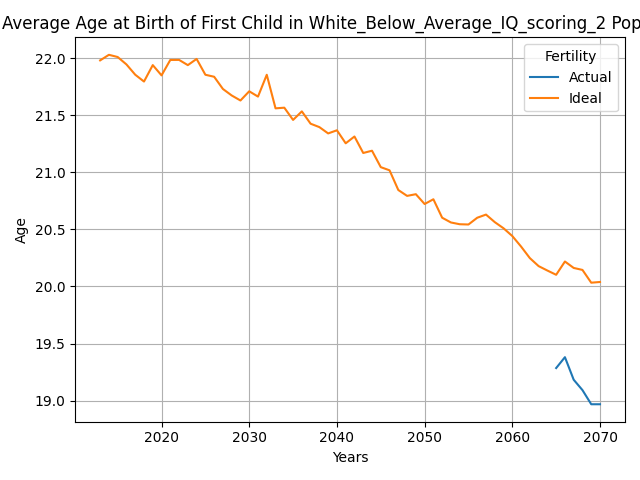 Average Age at Birth of First Child in White_Below_Average_IQ_scoring_2 Pop
Fertility
Actual
Ideal
22.0
21.5
21.0
20.5
20.0
19.5
19.0
Age
2020 2030 2040 2050 2060 2070
Years